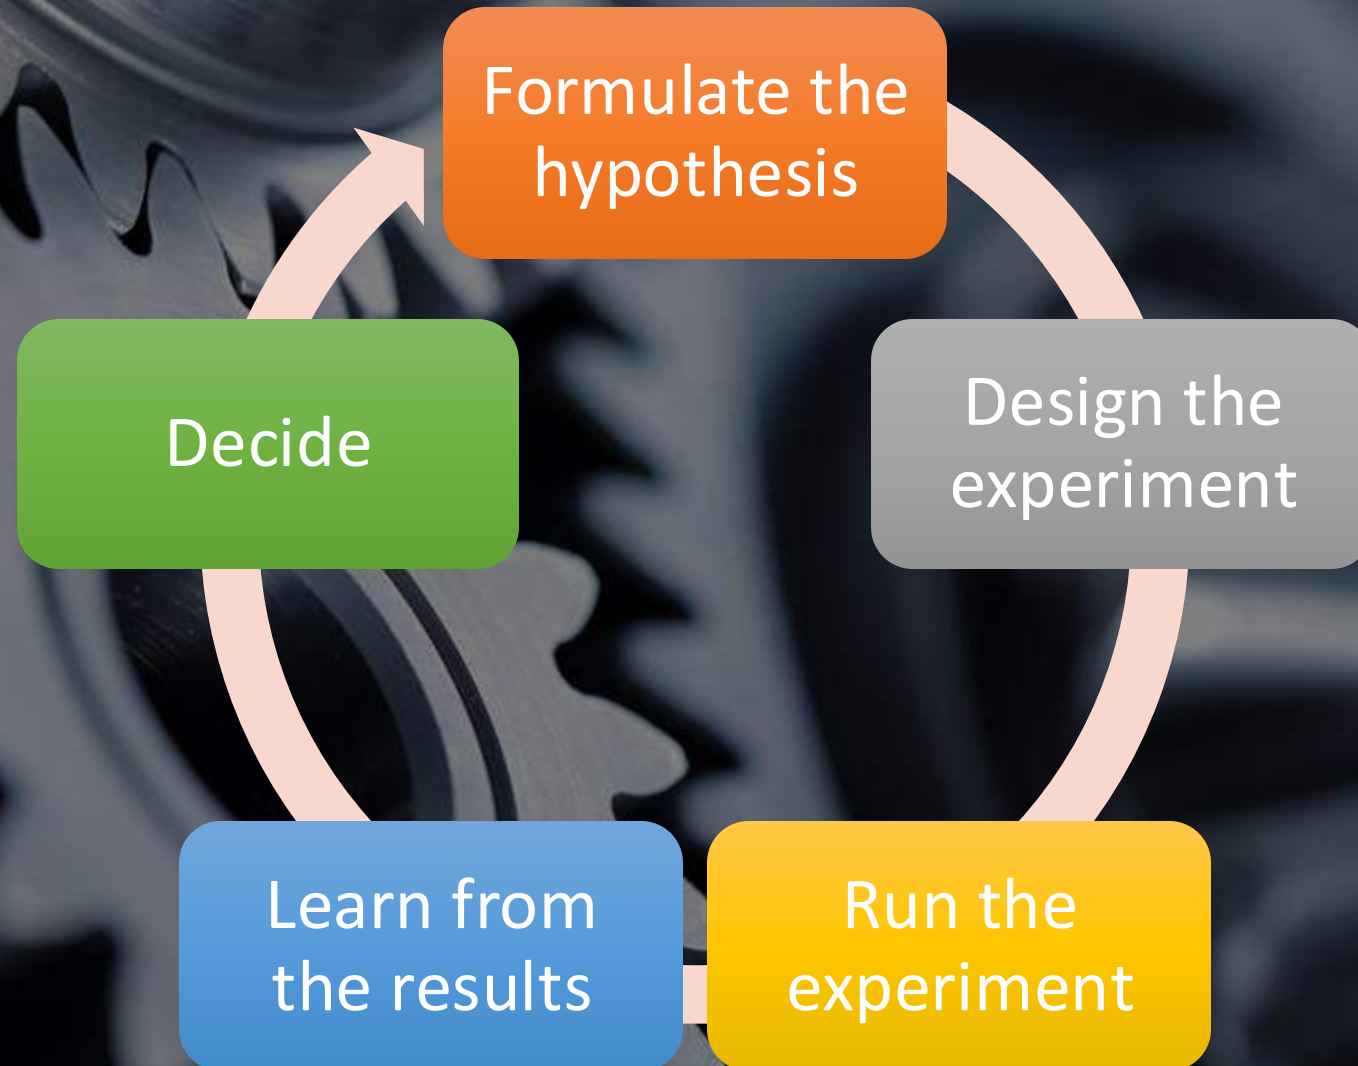 Formulate the
hypothesis
Design the
experiment
Run the
experiment
Learn from
the results
Decide